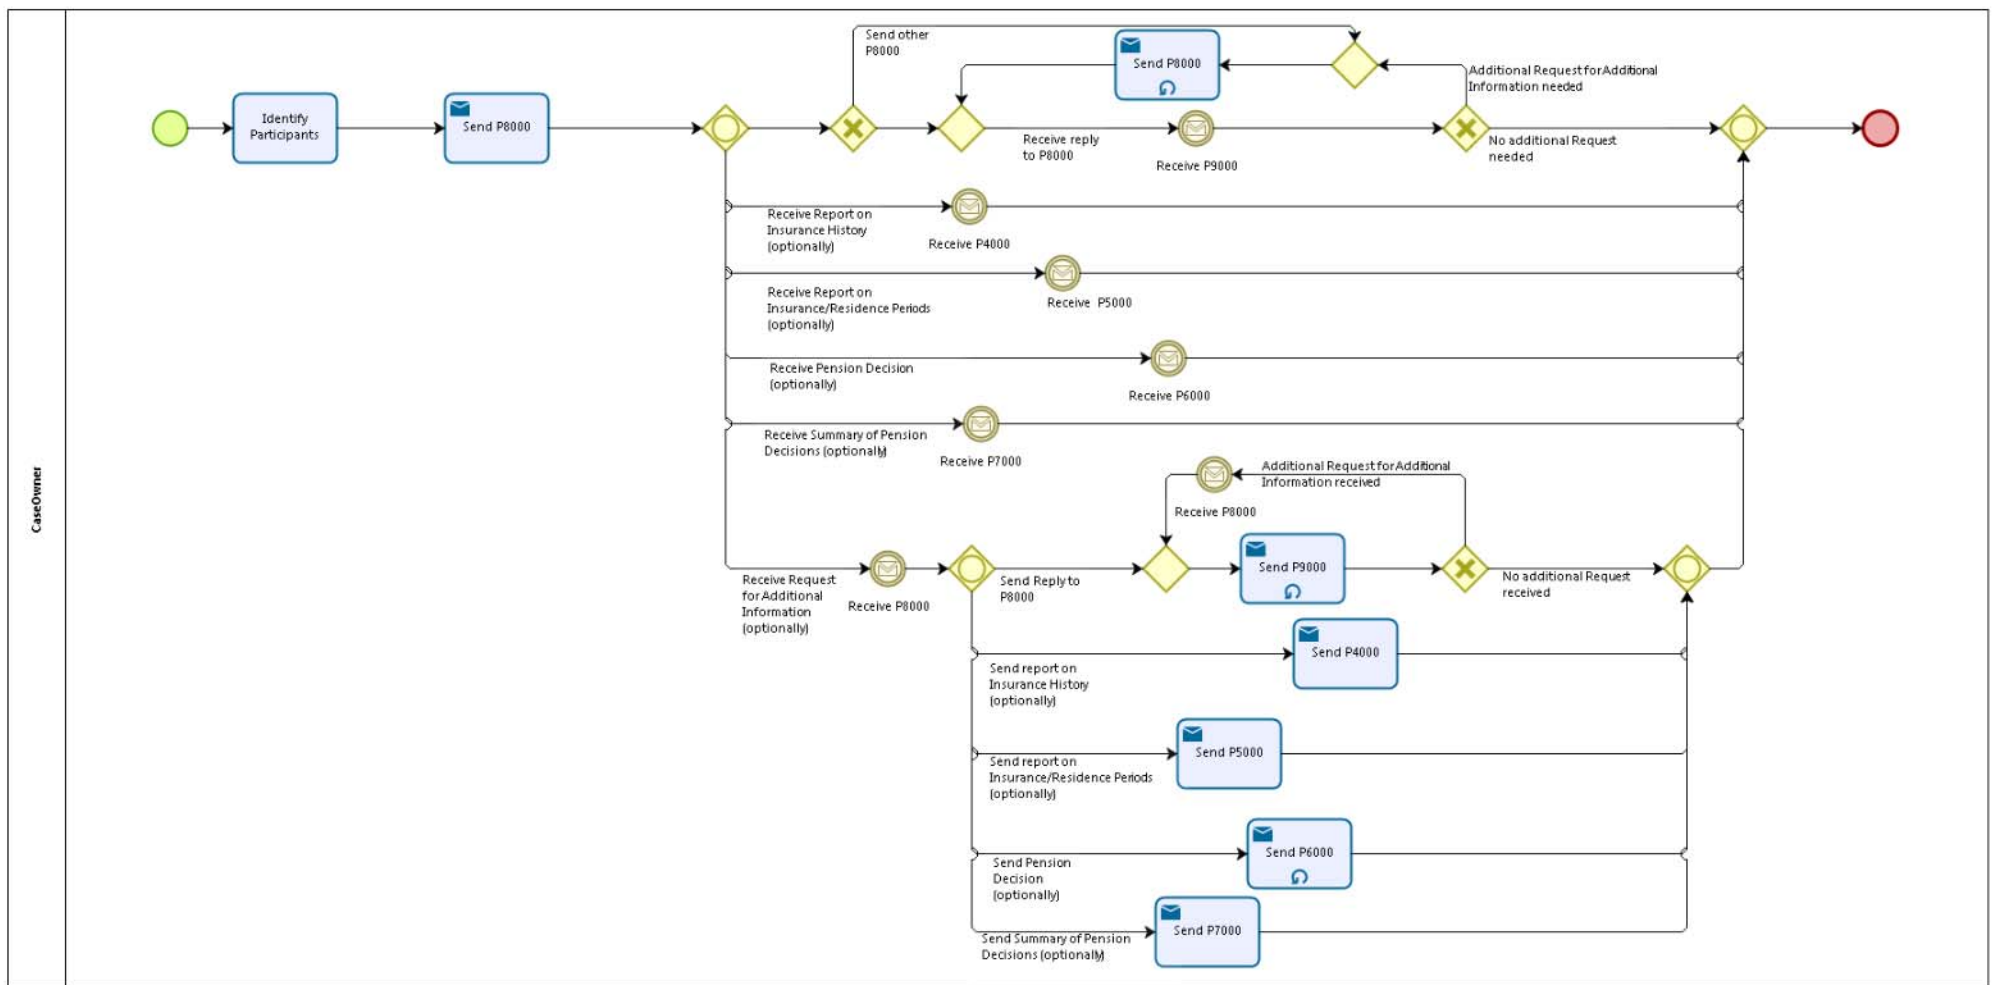 CaseOwner
Identify
Participants
Send P8000
Send other
P8000
Send P8000
Additional Request for Additional
Information needed
Receive reply
to P8000
Receive P9000
No additional Request
needed
Receive Report on
Insurance History
(optionally)
Receive P4000
Receive Report on
Insurance/Residence Periods
(optionally)
Receive P5000
Receive Pension Decision
(optionally)
Receive P6000
Receive Summary of Pension
Decisions (optionally)
Receive P7000
Additional Request for Additional
Information received
Receive P8000
Receive Request
for Additional
Information
(optionally)
Receive P8000
Send Reply to
P8000
Send P9000
No additional Request
received
Send report on
Insurance History
(optionally)
Send P4000
Send report on
Insurance/Residence Periods
(optionally)
Send P5000
Send Pension
Decision
(optionally)
Send P6000
Send Summary of Pension
Decisions (optionally)
Send P7000